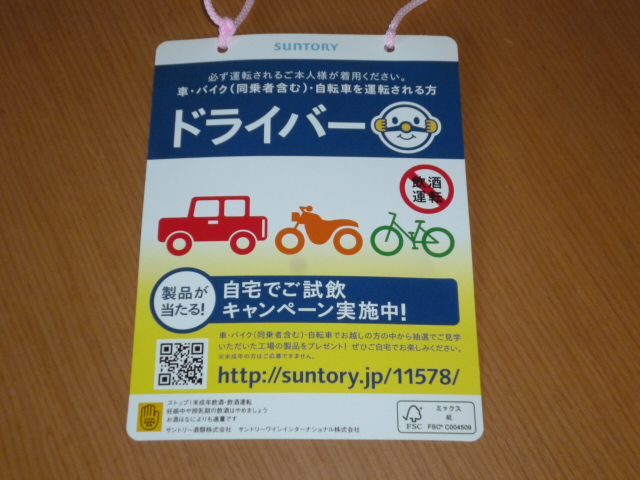 SUNTORY
必ず運転されるご本人様が着用ください。
車・バイク(同乗者含む)・自転車を運転される方
ドライバー
飲酒
運転
製品が
当たる!
自宅でご試飲
キャンペーン実施中!
車・バイク(同乗者含む)・自転車でお越しの方の中から抽選でご見学
いただいた工場の製品をプレゼント! ぜひご自宅でお楽しみください。
※未成年の方はご応募できません。
http://suntory.jp/11578/
ストップ!未成年飲酒・飲酒運転
妊娠中や授乳期の飲酒はやめましょう
お酒はなによりも適量です
サントリー酒類株式会社 サントリーワインインターナショナル株式会社
FSC
ミックス
紙
FSC® C004509